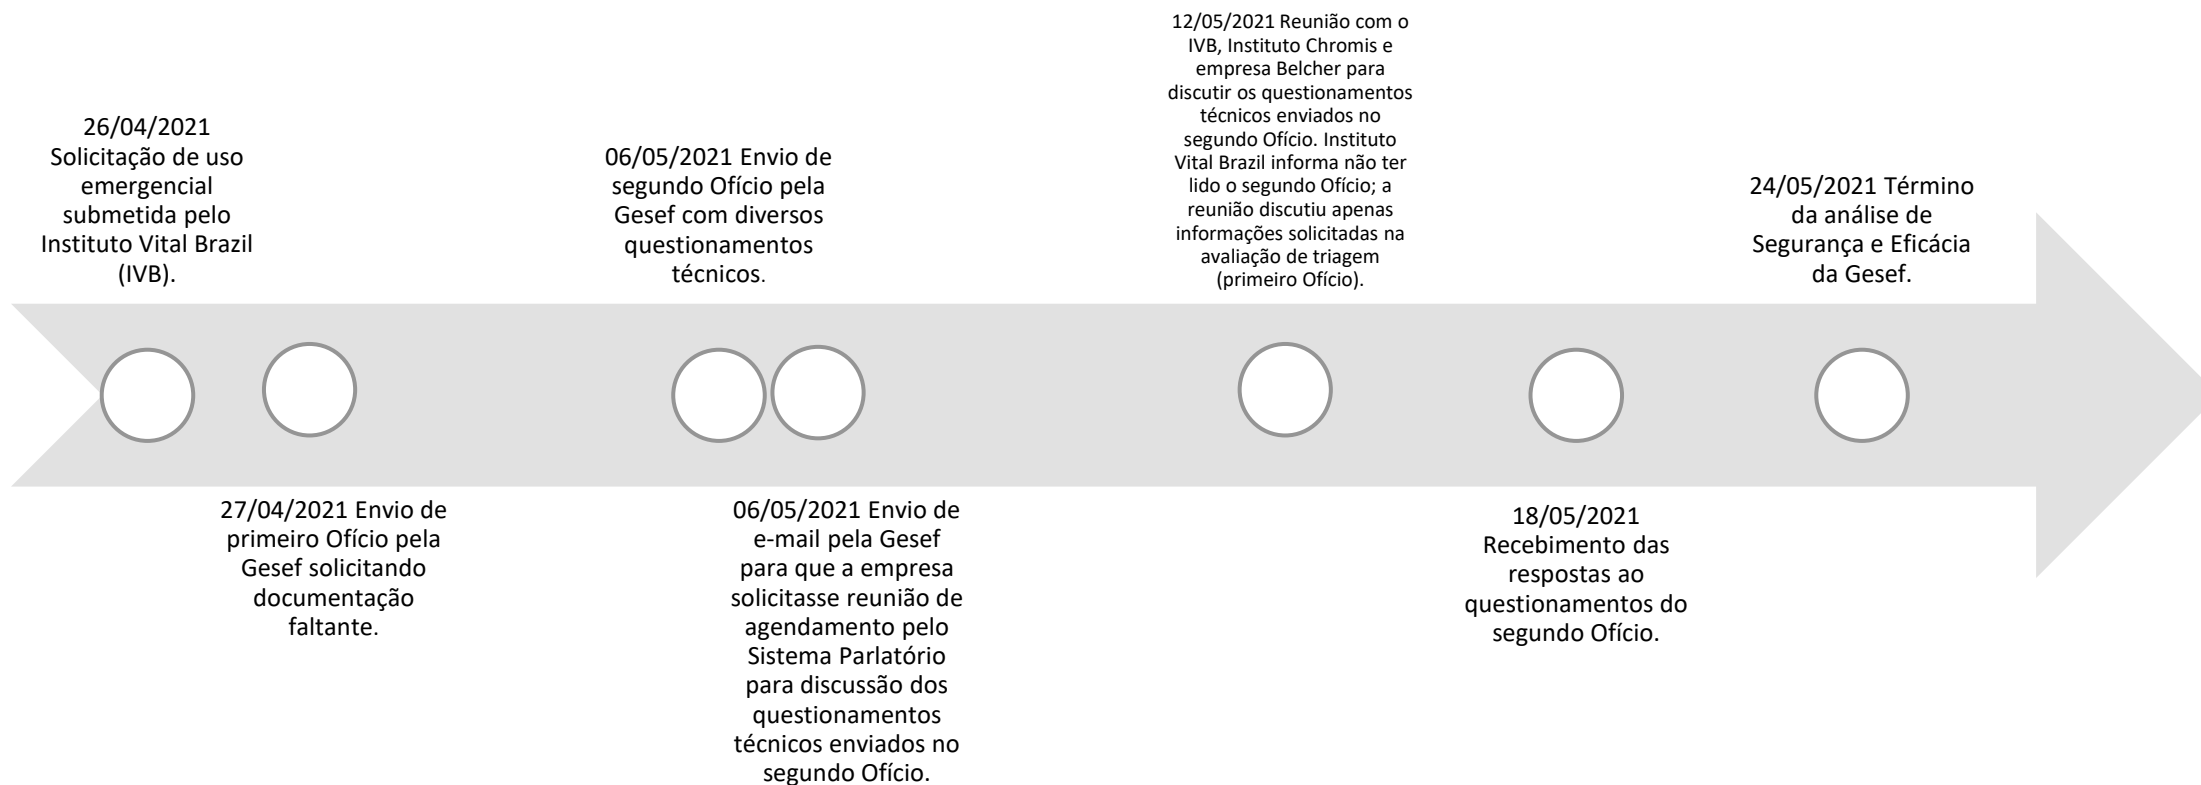 26/04/2021
Solicitação de uso
emergencial
submetida pelo
Instituto Vital Brazil
(IVB).
27/04/2021 Envio de
primeiro Ofício pela
Gesef solicitando
documentação
faltante.
06/05/2021 Envio de
segundo Ofício pela
Gesef com diversos
questionamentos
técnicos.
06/05/2021 Envio de
e-mail pela Gesef
para que a empresa
solicitasse reunião de
agendamento pelo
Sistema Parlatório
para discussão dos
questionamentos
técnicos enviados no
segundo Ofício.
12/05/2021 Reunião com o
IVB, Instituto Chromis e
empresa Belcher para
discutir os questionamentos
técnicos enviados no
segundo Ofício. Instituto
Vital Brazil informa não ter
lido o segundo Ofício; a
reunião discutiu apenas
informações solicitadas na
avaliação de triagem
(primeiro Ofício).
18/05/2021
Recebimento das
respostas ao
questionamentos do
segundo Ofício.
24/05/2021 Término
da análise de
Segurança e Eficácia
da Gesef.